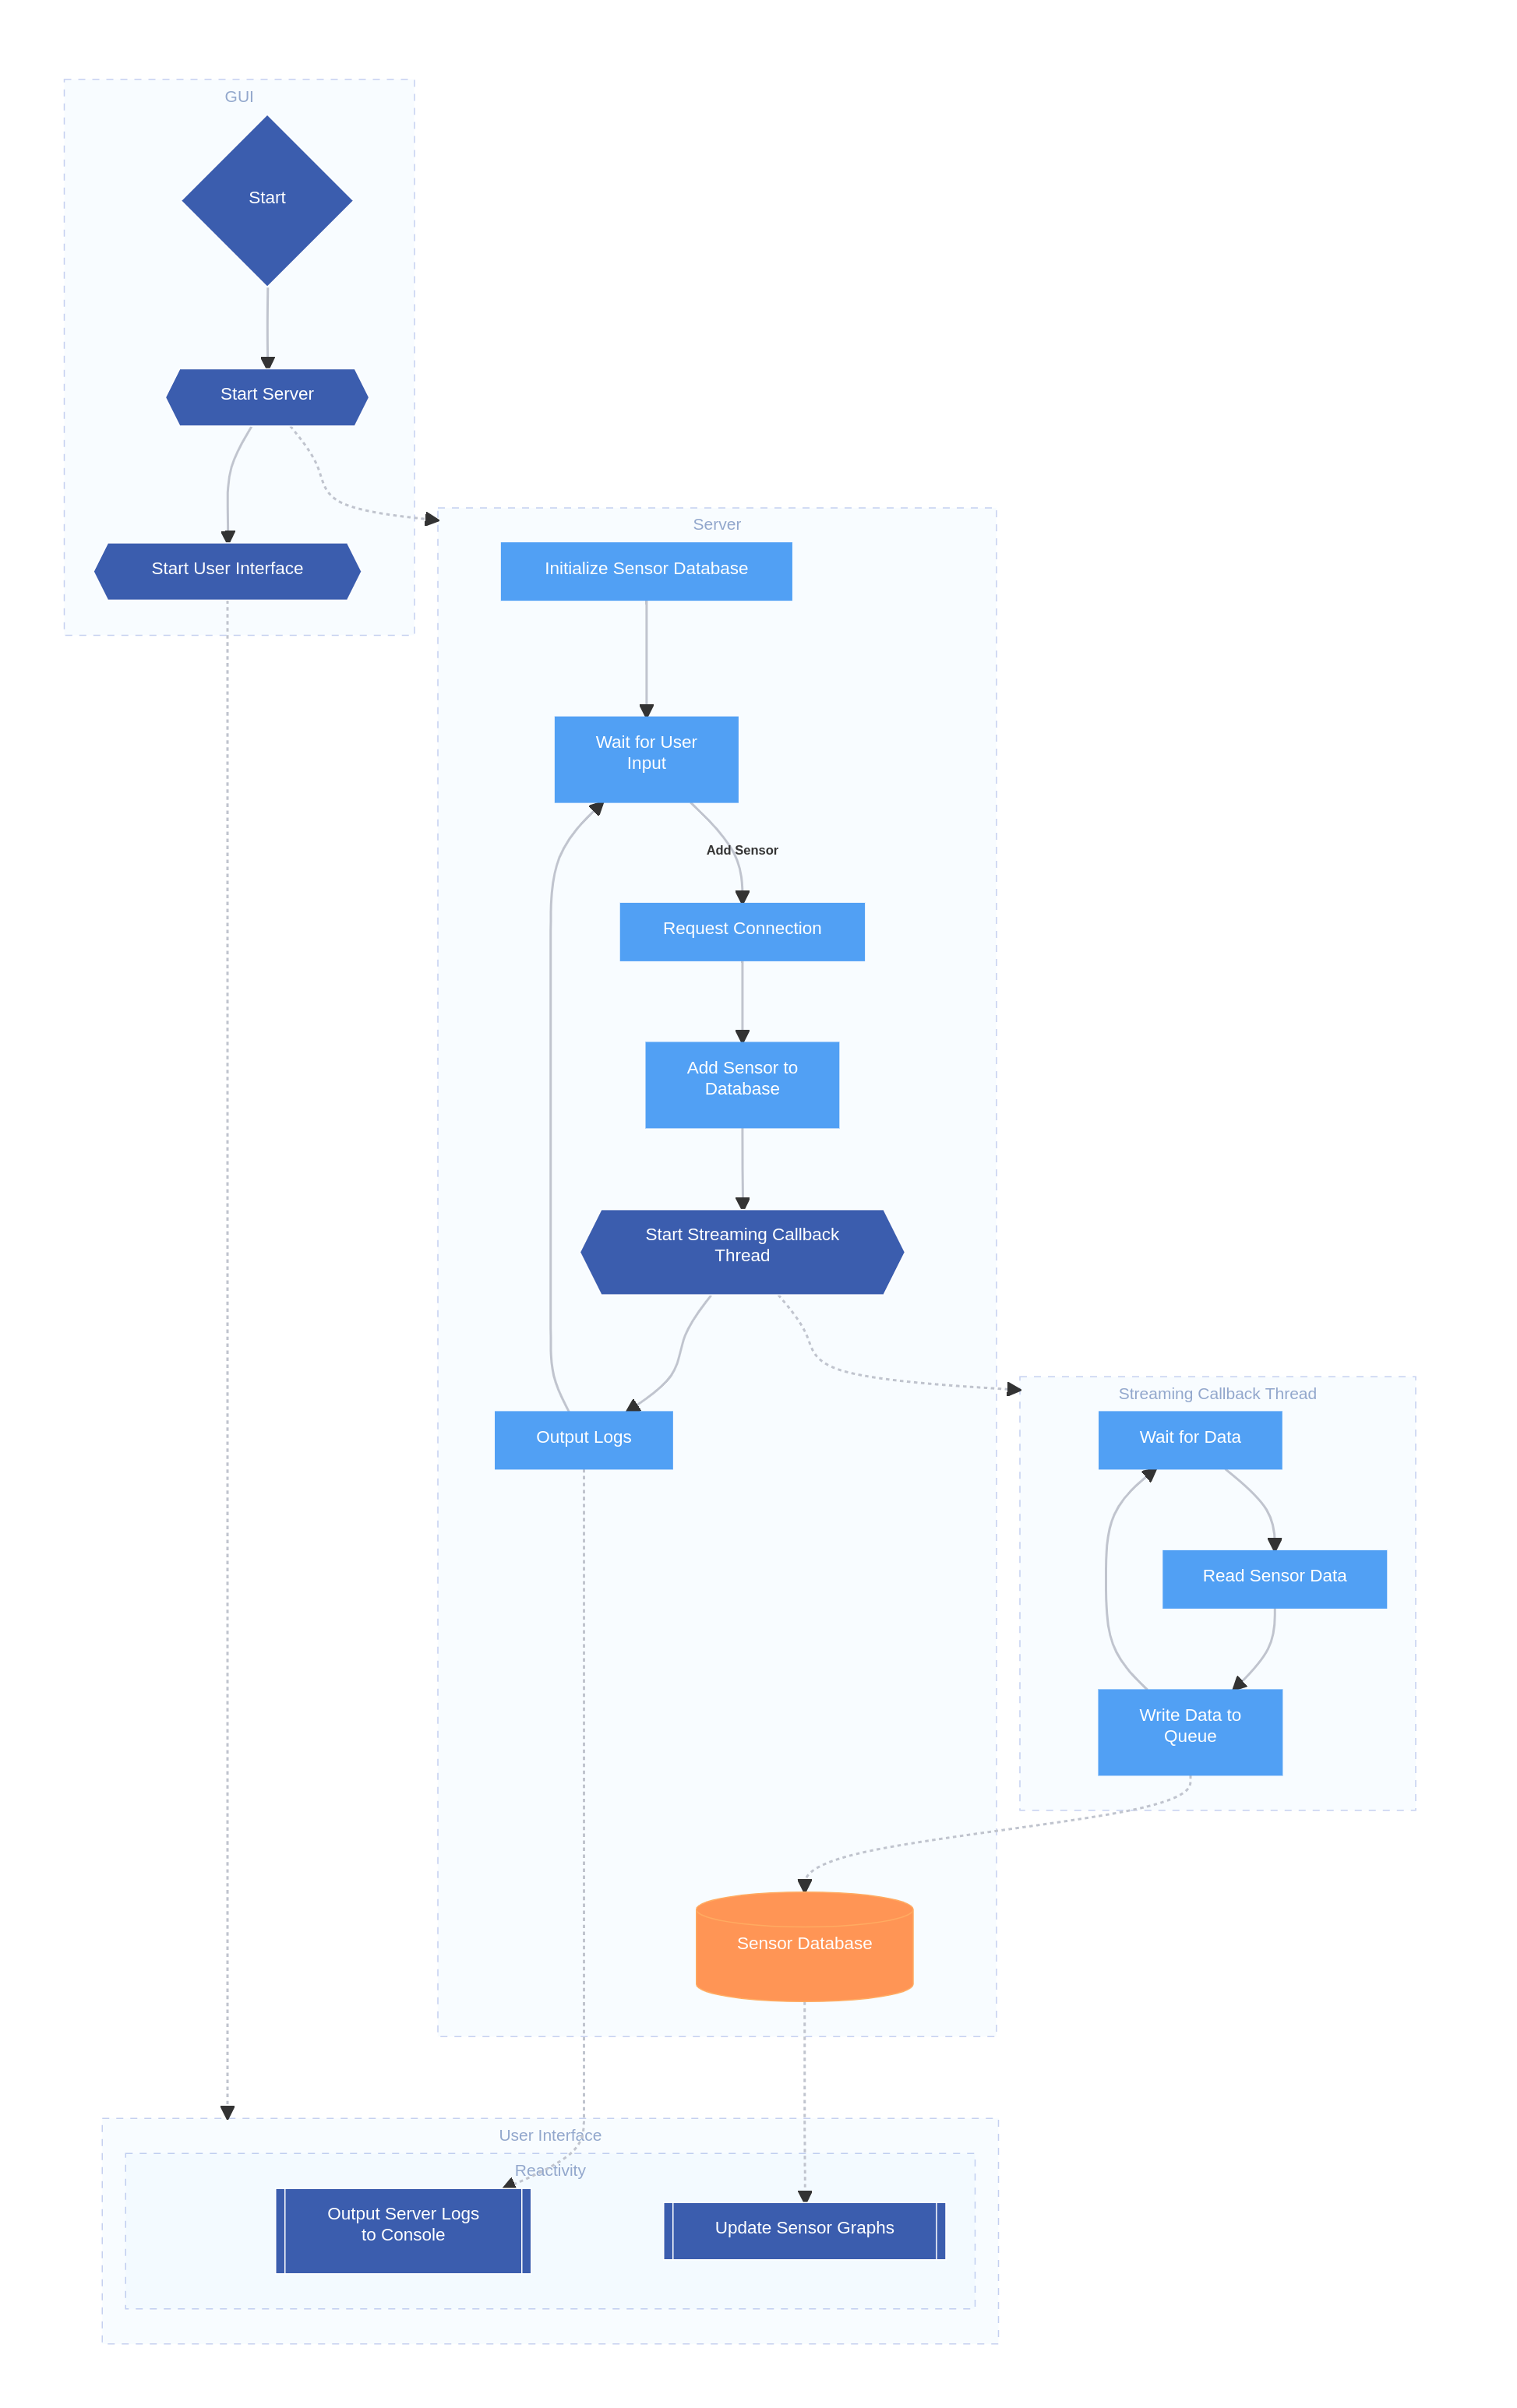 GUI
Start
Start Server
Start User Interface
Server
Initialize Sensor Database
Wait for User
Input
Add Sensor
Request Connection
Add Sensor to
Database
Start Streaming Callback
Thread
Output Logs
Streaming Callback Thread
Wait for Data
Read Sensor Data
Write Data to
Queue
Sensor Database
User Interface
Reactivity
Output Server Logs
to Console
Update Sensor Graphs